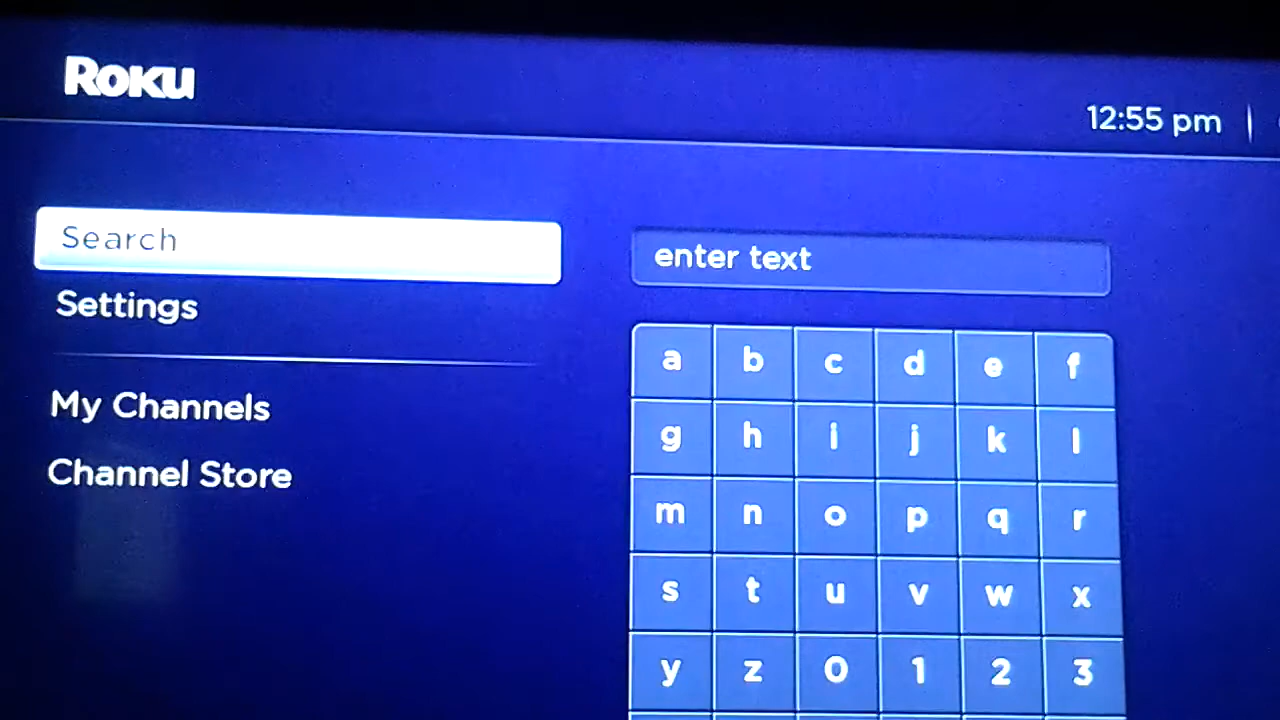 Roku
12:55 pm
Search
Settings
My Channels
Channel Store
enter text
a b c d e f
g h i j k l
m n o p q r
s t u v w x
y z 0 1 2 3